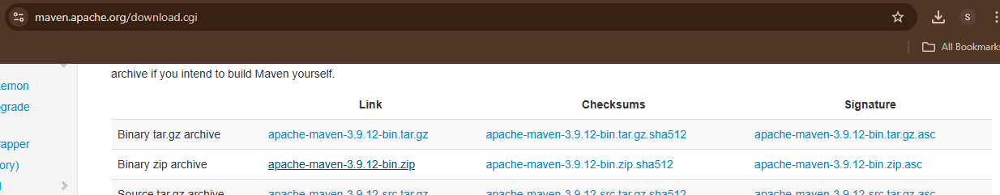 maven.apache.org/download.cgi
S
All Bookmarks
archive if you intend to build Maven yourself.
Link Checksums Signature
Binary tar.gz archive apache-maven-3.9.12-bin.tar.gz apache-maven-3.9.12-bin.tar.gz.sha512 apache-maven-3.9.12-bin.tar.gz.asc
Binary zip archive apache-maven-3.9.12-bin.zip apache-maven-3.9.12-bin.zip.sha512 apache-maven-3.9.12-bin.zip.asc
Source tar.gz archive apache-maven-3.9.12-src.tar.gz apache-maven-3.9.12-src.tar.gz.sha512 apache-maven-3.9.12-src.tar.gz.asc
emon
grade
rapper
ory)